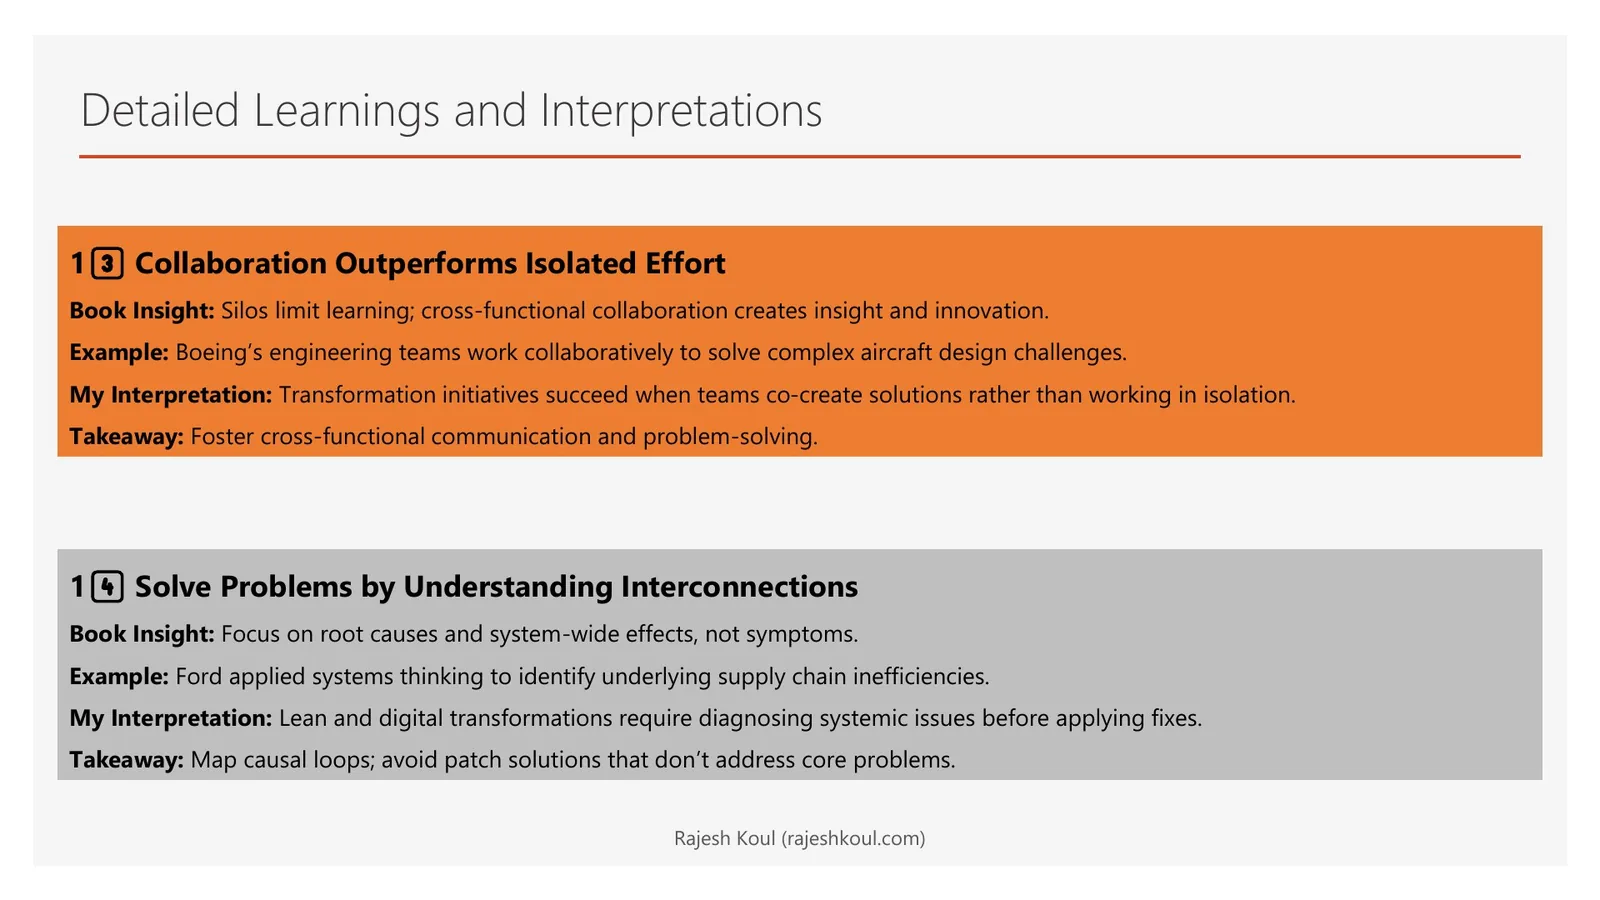 Detailed Learnings and Interpretations
13️⃣ Collaboration Outperforms Isolated Effort
Book Insight: Silos limit learning; cross-functional collaboration creates insight and innovation.
Example: Boeing’s engineering teams work collaboratively to solve complex aircraft design challenges.
My Interpretation: Transformation initiatives succeed when teams co-create solutions rather than working in isolation.
Takeaway: Foster cross-functional communication and problem-solving.
14️⃣ Solve Problems by Understanding Interconnections
Book Insight: Focus on root causes and system-wide effects, not symptoms.
Example: Ford applied systems thinking to identify underlying supply chain inefficiencies.
My Interpretation: Lean and digital transformations require diagnosing systemic issues before applying fixes.
Takeaway: Map causal loops; avoid patch solutions that don’t address core problems.
Rajesh Koul (rajeshkoul.com)